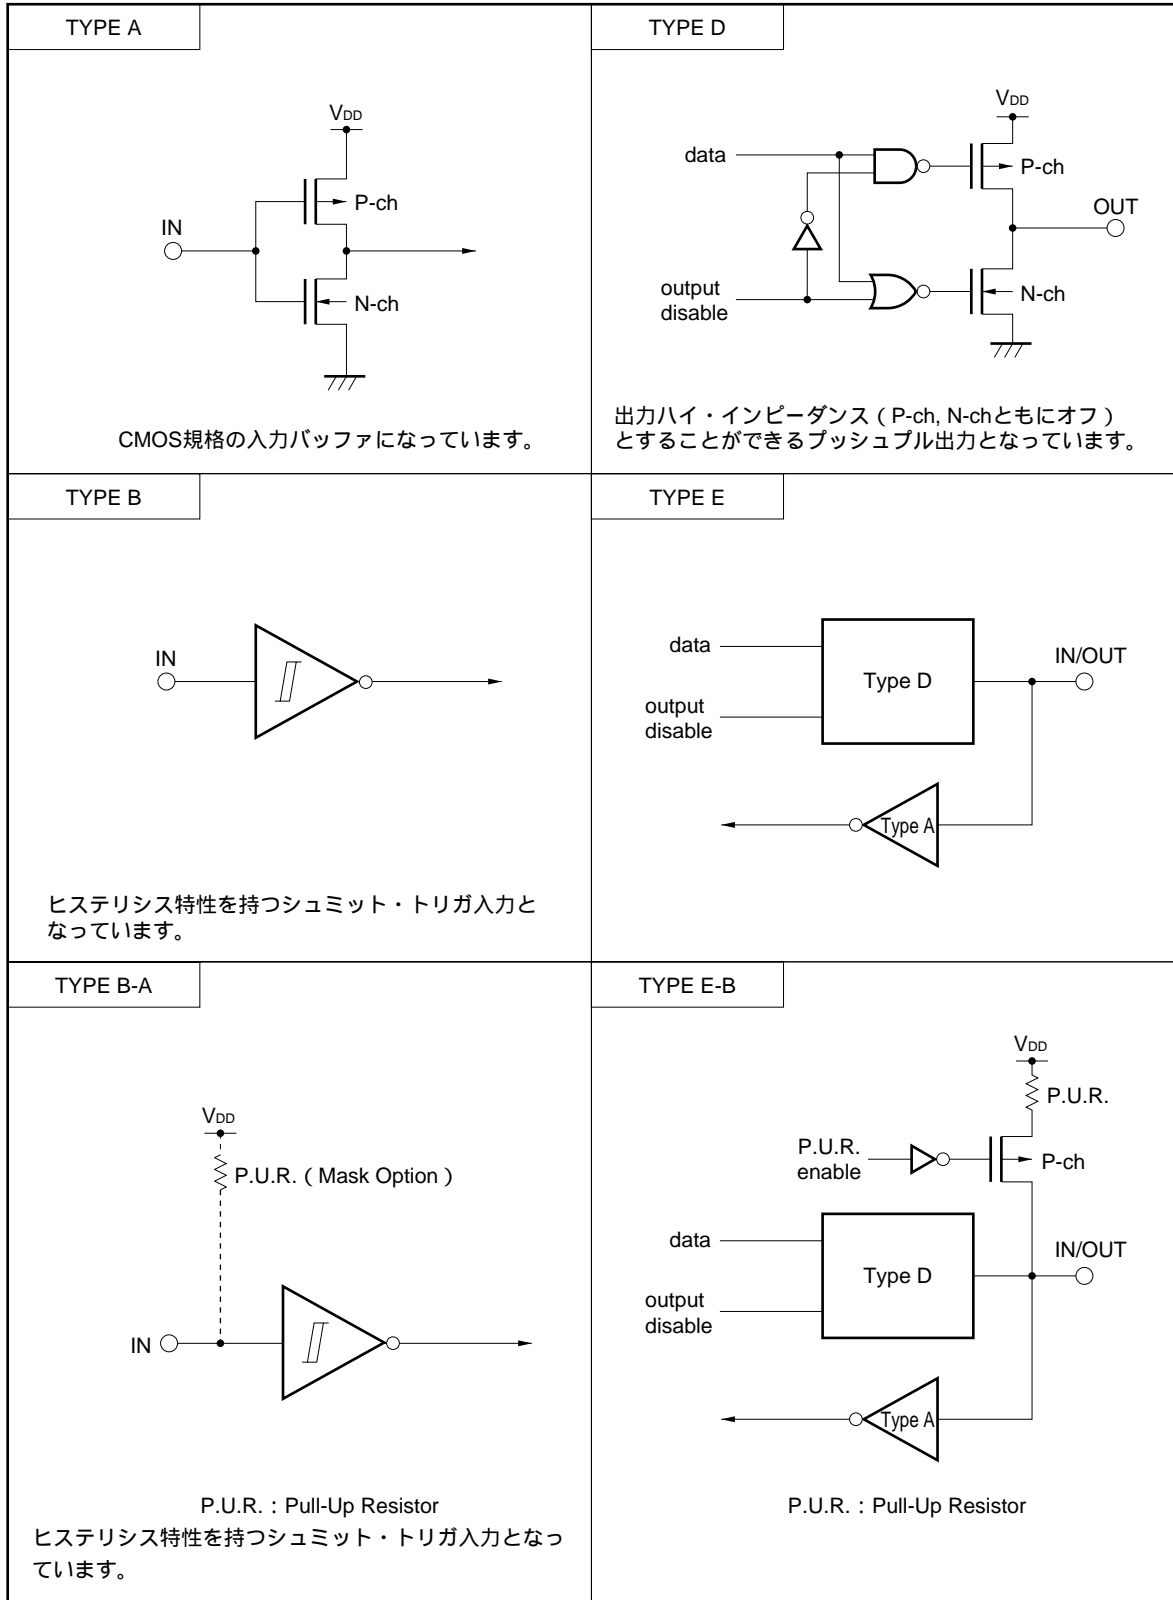 TYPE A
VDD
P-ch
IN
N-ch
CMOS規格の入力バッファになっています。
TYPE D
VDD
data
P-ch
OUT
output
disable
N-ch
出力ハイ・インピーダンス（P-ch, N-chともにオフ）
とすることができるプッシュプル出力となっています。
TYPE B
IN
ヒステリシス特性を持つシュミット・トリガ入力と
なっています。
TYPE E
data
Type D
IN/OUT
output
disable
Type A
TYPE B-A
VDD
P.U.R.（Mask Option）
IN
P.U.R.：Pull-Up Resistor
ヒステリシス特性を持つシュミット・トリガ入力となっ
ています。
TYPE E-B
VDD
P.U.R.
P.U.R.
enable
P-ch
data
Type D
IN/OUT
output
disable
Type A
P.U.R.：Pull-Up Resistor